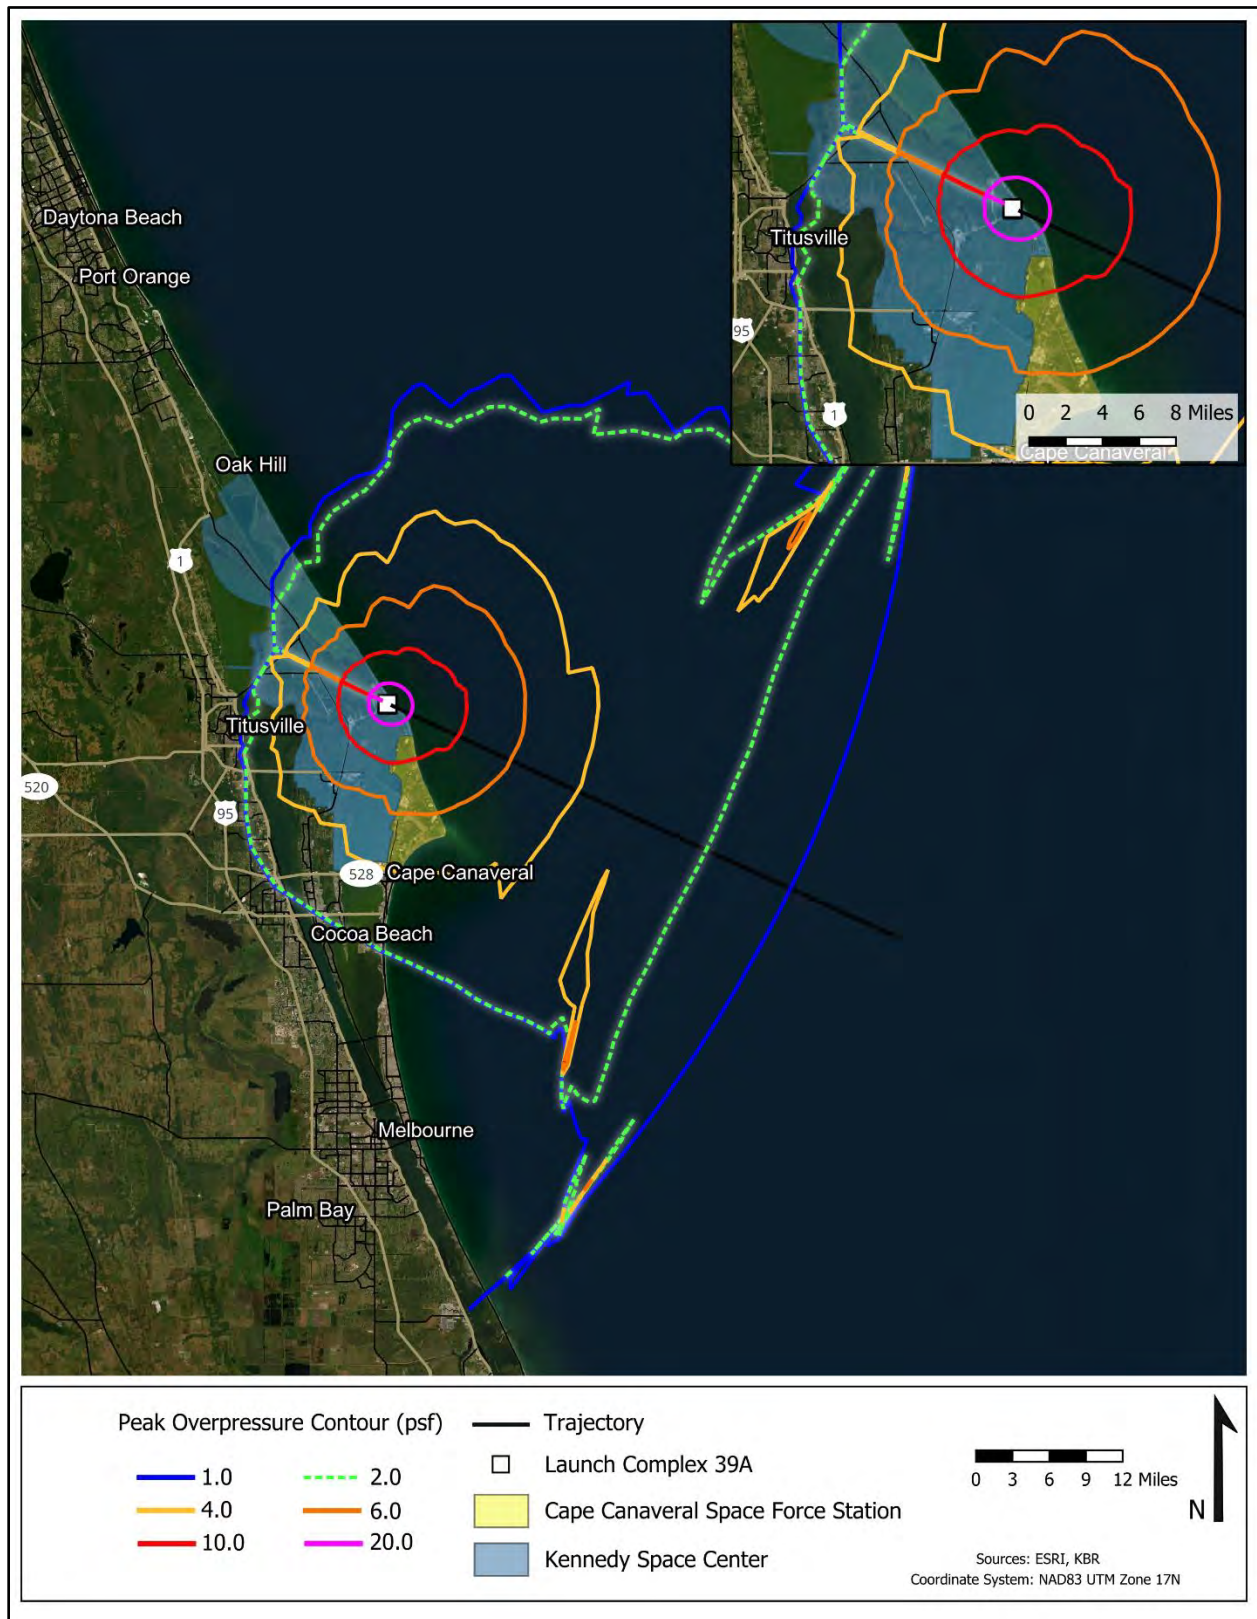 Daytona Beach
Port Orange
Oak Hill
1
Titusville
520
95
528
Cape Canaveral
Cocoa Beach
Melbourne
Palm Bay
Titusville
95
1
0 2 4 6 8 Miles
Cape Canaveral
Peak Overpressure Contour (psf)
1.0
2.0
4.0
6.0
10.0
20.0
Trajectory
Launch Complex 39A
Cape Canaveral Space Force Station
Kennedy Space Center
0 3 6 9 12 Miles
N
Sources: ESRI, KBR
Coordinate System: NAD83 UTM Zone 17N